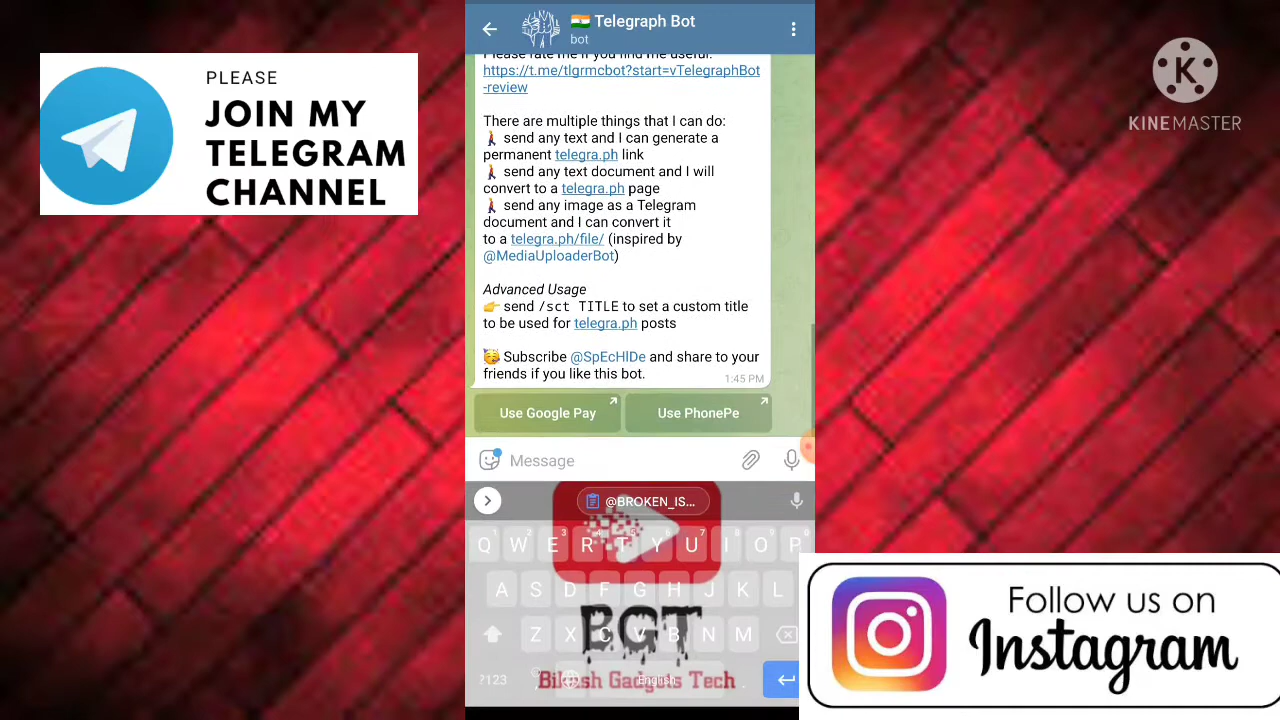 PLEASE
JOIN MY
TELEGRAM
CHANNEL
🇮🇳 Telegraph Bot
bot
Please rate me if you find me useful:
https://t.me/tlgrmcbot?start=vTelegraphBot
-review
There are multiple things that I can do:
🚶 send any text and I can generate a
permanent telegra.ph link
🚶 send any text document and I will
convert to a telegra.ph page
🚶 send any image as a Telegram
document and I can convert it
to a telegra.ph/file/ (inspired by
@MediaUploaderBot)
Advanced Usage
👉 send /sct TITLE to set a custom title
to be used for telegra.ph posts
🥳 Subscribe @SpEcHlDe and share to your
friends if you like this bot.
1:45 PM
Use Google Pay
Use PhonePe
Message
@BROKEN_IS...
Q W E R T Y U I O P
A S D F G H J K L
Z X C V B N M
?123
English
BGT
Bikash Gadgets Tech
K
KINEMASTER
Follow us on
Instagram